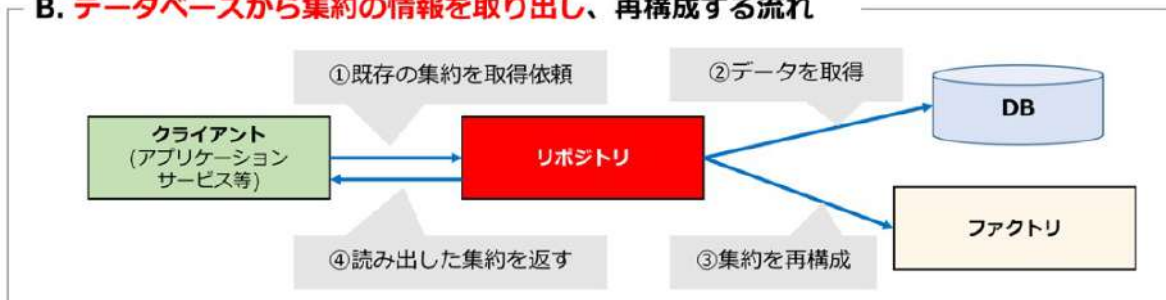 B. データベースから集約の情報を取り出し、再構成する流れ
①既存の集約を取得依頼
②データを取得
DB
クライアント
(アプリケーション
サービス等)
リポジトリ
ファクトリ
④読み出した集約を返す
③集約を再構成